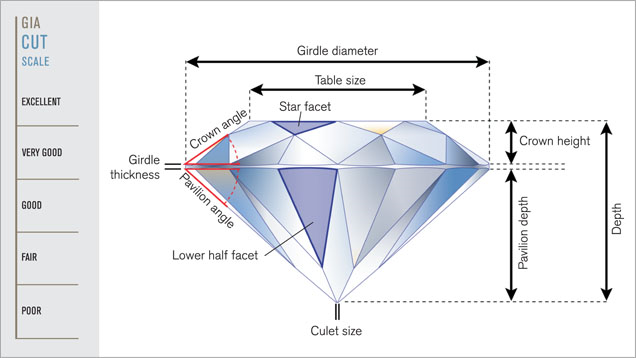 GIA
CUT
SCALE
EXCELLENT
VERY GOOD
GOOD
FAIR
POOR
Girdle diameter
Table size
Star facet
Crown angle
Crown height
Girdle
thickness
Pavilion angle
Lower half facet
Pavilion depth
Depth
Culet size